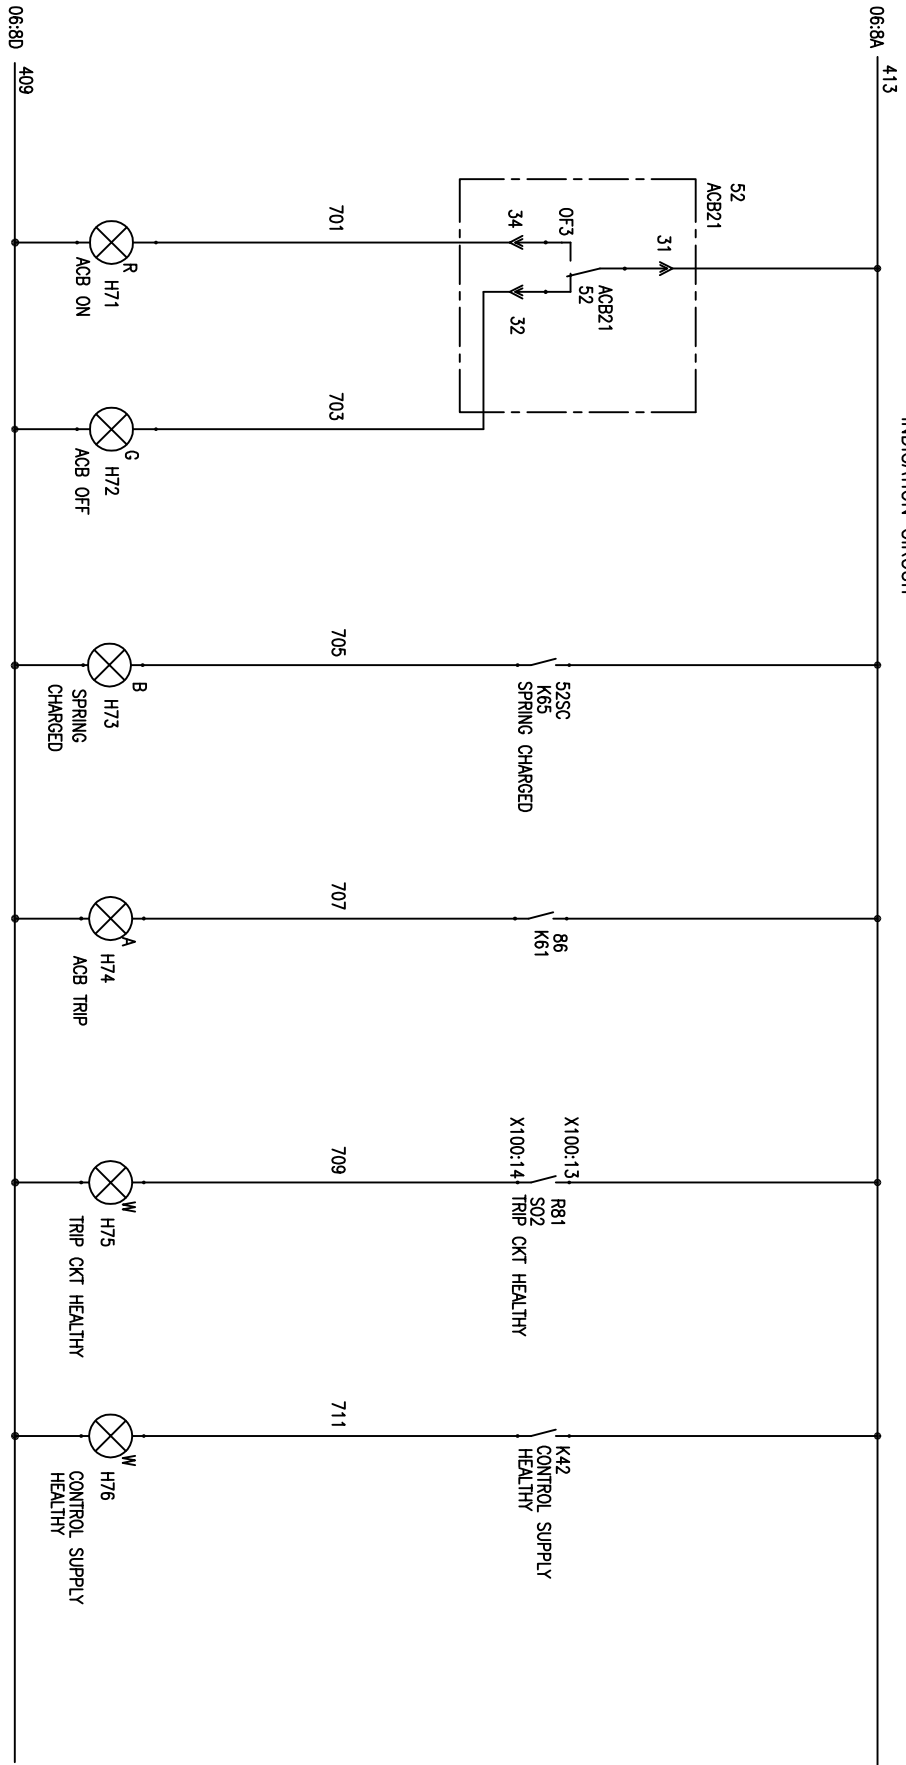 INDICATION CIRCUIT
06:8A
413
52
ACB21
31
OF3
34
ACB21
52
32
52SC
K65
SPRING CHARGED
86
K61
X100:13
X100:14
R81
SO2
TRIP CKT HEALTHY
K42
CONTROL SUPPLY
HEALTHY
701
703
705
707
709
711
R
H71
ACB ON
G
H72
ACB OFF
B
H73
SPRING
CHARGED
A
H74
ACB TRIP
W
H75
TRIP CKT HEALTHY
W
H76
CONTROL SUPPLY
HEALTHY
06:8D
409